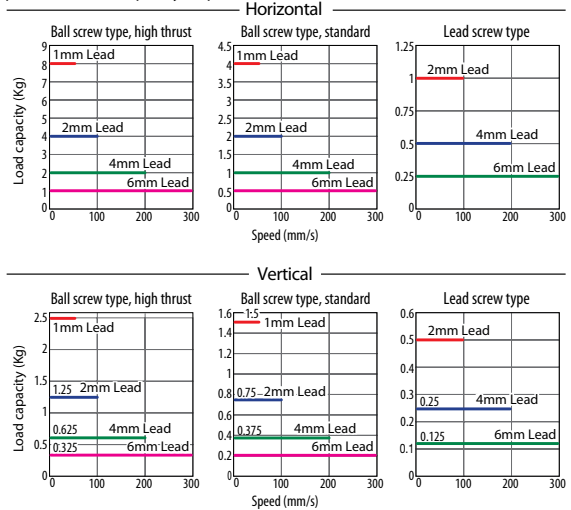 Horizontal
Ball screw type, high thrust
Load capacity (Kg)
9
8
7
6
5
4
3
2
1
0
1mm Lead
2mm Lead
4mm Lead
6mm Lead
0 100 200 300
Ball screw type, standard
4.5
4
3.5
3
2.5
2
1.5
1
0.5
0
1mm Lead
2mm Lead
4mm Lead
6mm Lead
0 100 200 300
Speed (mm/s)
Lead screw type
1.25
1
0.75
0.5
0.25
0
2mm Lead
4mm Lead
6mm Lead
0 100 200 300
Vertical
Ball screw type, high thrust
Load capacity (Kg)
2.5
2
1.5
1
0.5
0
1mm Lead
1.25 2mm Lead
0.625 4mm Lead
0.325 6mm Lead
0 100 200 300
Ball screw type, standard
1.6
1.4
1.2
1
0.8
0.6
0.4
0.2
0
1.5 1mm Lead
0.75 2mm Lead
0.375 4mm Lead
6mm Lead
0 100 200 300
Speed (mm/s)
Lead screw type
0.6
0.5
0.4
0.3
0.2
0.1
0
2mm Lead
0.25 4mm Lead
0.125 6mm Lead
0 100 200 300